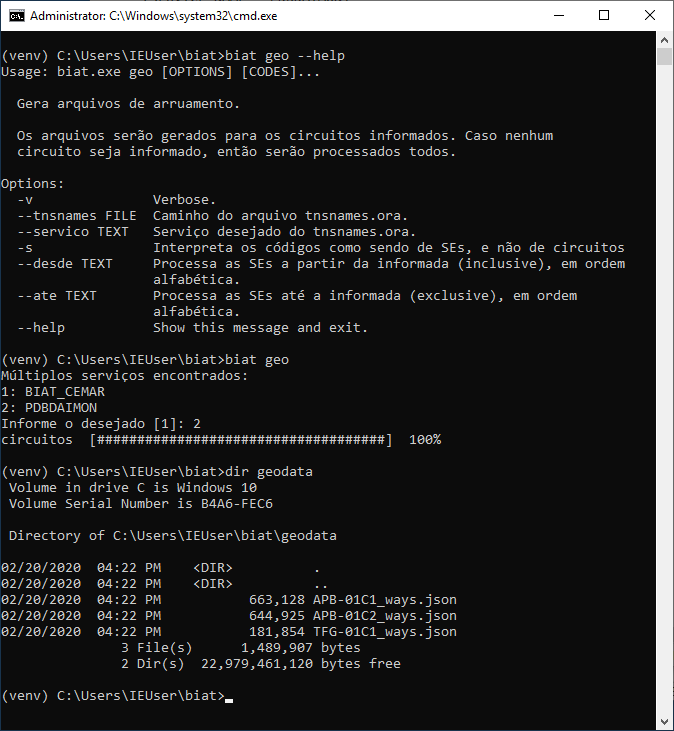 Administrator: C:\Windows\system32\cmd.exe
(venv) C:\Users\IEUser\biat>biat geo --help
Usage: biat.exe geo [OPTIONS] [CODES]...
Gera arquivos de arruamento.
Os arquivos serão gerados para os circuitos informados. Caso nenhum
circuito seja informado, então serão processados todos.
Options:
-v Verbose.
--tnsnames FILE Caminho do arquivo tnsnames.ora.
--servico TEXT Serviço desejado do tnsnames.ora.
-s Interpreta os códigos como sendo de SEs, e não de circuitos
--desde TEXT Processa as SEs a partir da informada (inclusive), em ordem
alfabética.
--ate TEXT Processa as SEs até a informada (exclusive), em ordem
alfabética.
--help Show this message and exit.
(venv) C:\Users\IEUser\biat>biat geo
Múltiplos serviços encontrados:
1: BIAT_CEMAR
2: PDBDAIMON
Informe o desejado [1]: 2
circuitos [####################################] 100%
(venv) C:\Users\IEUser\biat>dir geodata
Volume in drive C is Windows 10
Volume Serial Number is B4A6-FEC6
Directory of C:\Users\IEUser\biat\geodata
02/20/2020 04:22 PM <DIR> .
02/20/2020 04:22 PM <DIR> ..
02/20/2020 04:22 PM 663,128 APB-01C1_ways.json
02/20/2020 04:22 PM 644,925 APB-01C2_ways.json
02/20/2020 04:22 PM 181,854 TFG-01C1_ways.json
3 File(s) 1,489,907 bytes
2 Dir(s) 22,979,461,120 bytes free
(venv) C:\Users\IEUser\biat>